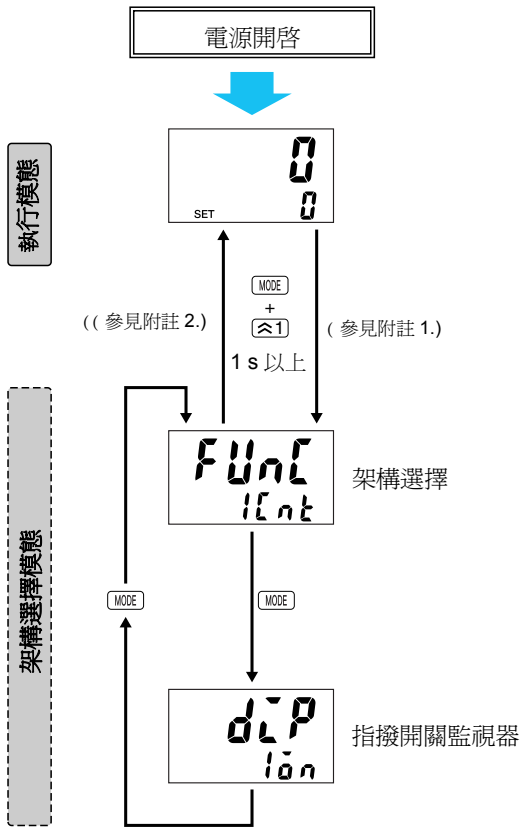 電源開啓
執行模態
0
SET 0
MODE
+
1
((參見附註 2.)
(參見附註 1.)
1 s 以上
架構選擇模態
FUnC
1Cnt
架構選擇
MODE
MODE
diP
1on
指撥開關監視器